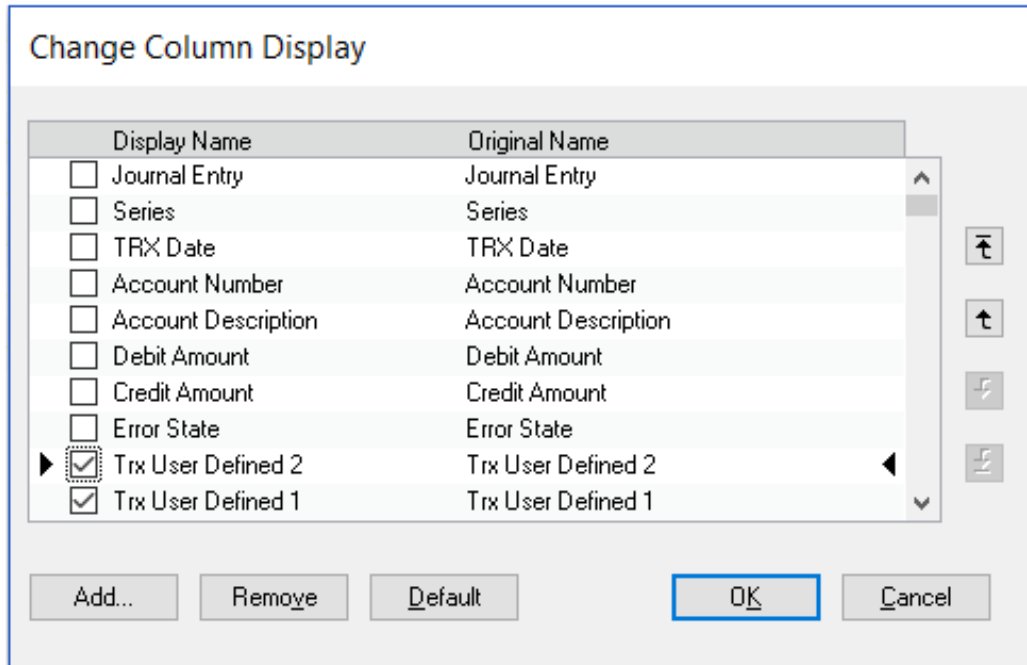 Change Column Display
Display Name Original Name
Journal Entry Journal Entry
Series Series
TRX Date TRX Date
Account Number Account Number
Account Description Account Description
Debit Amount Debit Amount
Credit Amount Credit Amount
Error State Error State
Trx User Defined 2 Trx User Defined 2
Trx User Defined 1 Trx User Defined 1
Add... Remove Default OK Cancel